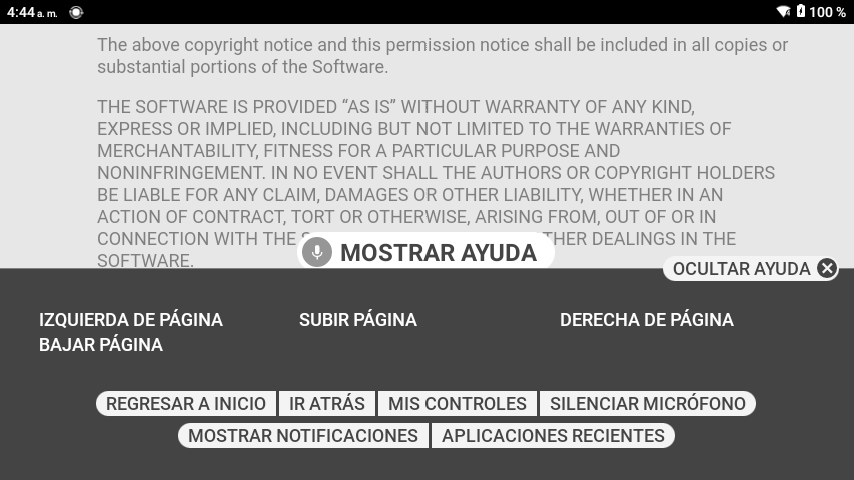 4:44 a. m.
100 %
The above copyright notice and this permission notice shall be included in all copies or
substantial portions of the Software.
THE SOFTWARE IS PROVIDED “AS IS” WITHOUT WARRANTY OF ANY KIND,
EXPRESS OR IMPLIED, INCLUDING BUT NOT LIMITED TO THE WARRANTIES OF
MERCHANTABILITY, FITNESS FOR A PARTICULAR PURPOSE AND
NONINFRINGEMENT. IN NO EVENT SHALL THE AUTHORS OR COPYRIGHT HOLDERS
BE LIABLE FOR ANY CLAIM, DAMAGES OR OTHER LIABILITY, WHETHER IN AN
ACTION OF CONTRACT, TORT OR OTHERWISE, ARISING FROM, OUT OF OR IN
CONNECTION WITH THE DEALINGS IN THE
SOFTWARE.
MOSTRAR AYUDA
OCULTAR AYUDA
IZQUIERDA DE PÁGINA SUBIR PÁGINA DERECHA DE PÁGINA
BAJAR PÁGINA
REGRESAR A INICIO IR ATRÁS MIS CONTROLES SILENCIAR MICRÓFONO
MOSTRAR NOTIFICACIONES APLICACIONES RECIENTES